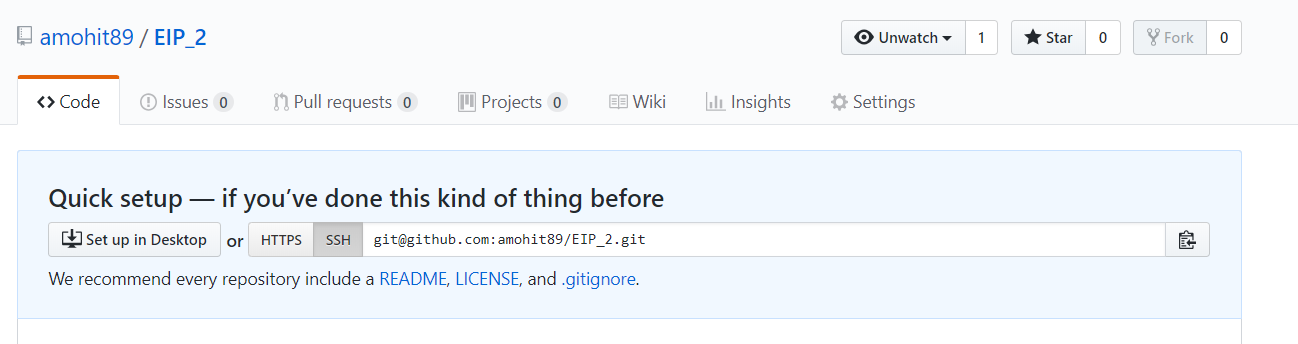 amohit89 / EIP_2
Unwatch 1 Star 0 Fork 0
Code Issues 0 Pull requests 0 Projects 0 Wiki Insights Settings
Quick setup — if you’ve done this kind of thing before
Set up in Desktop or HTTPS SSH git@github.com:amohit89/EIP_2.git
We recommend every repository include a README, LICENSE, and .gitignore.